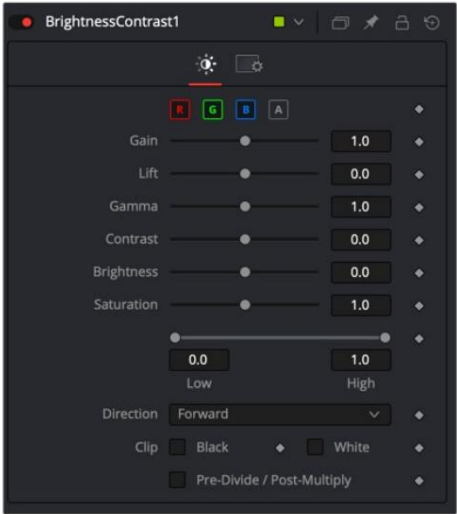 BrightnessContrast1
R G B A
Gain 1.0
Lift 0.0
Gamma 1.0
Contrast 0.0
Brightness 0.0
Saturation 1.0
0.0 1.0
Low High
Direction Forward
Clip Black White
Pre-Divide / Post-Multiply